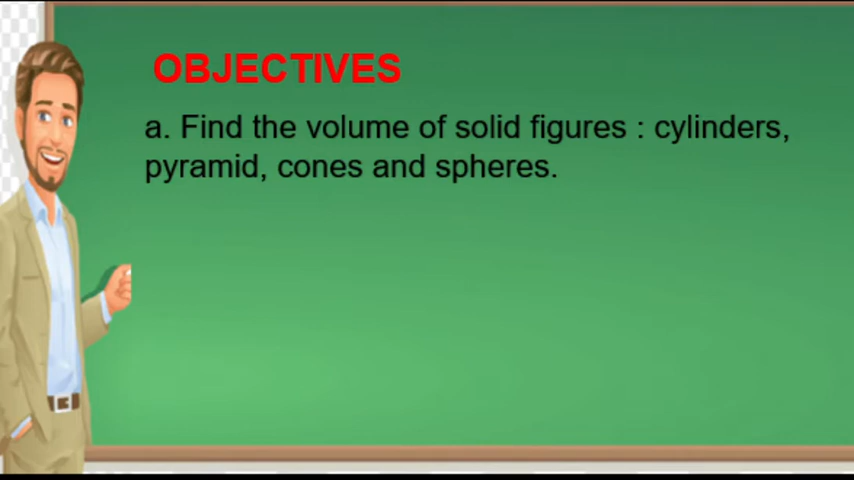 OBJECTIVES
a. Find the volume of solid figures : cylinders,
pyramid, cones and spheres.